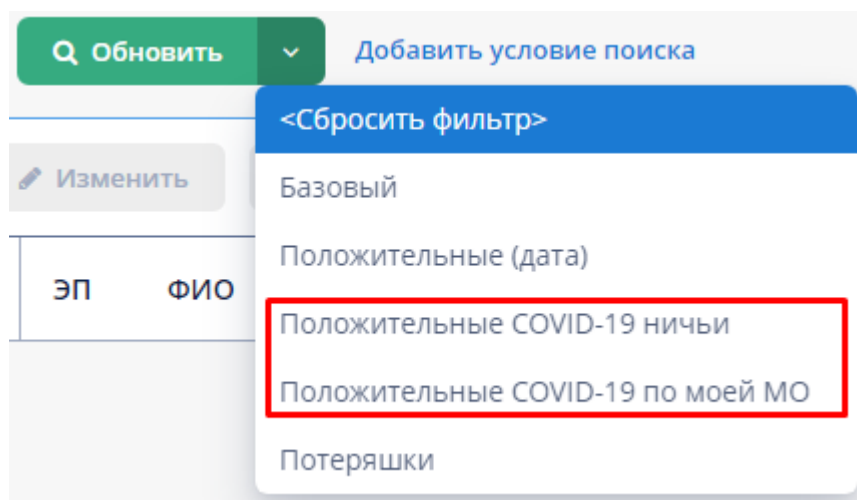 Обновить
Добавить условие поиска
<Сбросить фильтр>
Изменить
Базовый
Положительные (дата)
ЭП ФИО
Положительные COVID-19 ничьи
Положительные COVID-19 по моей МО
Потеряшки